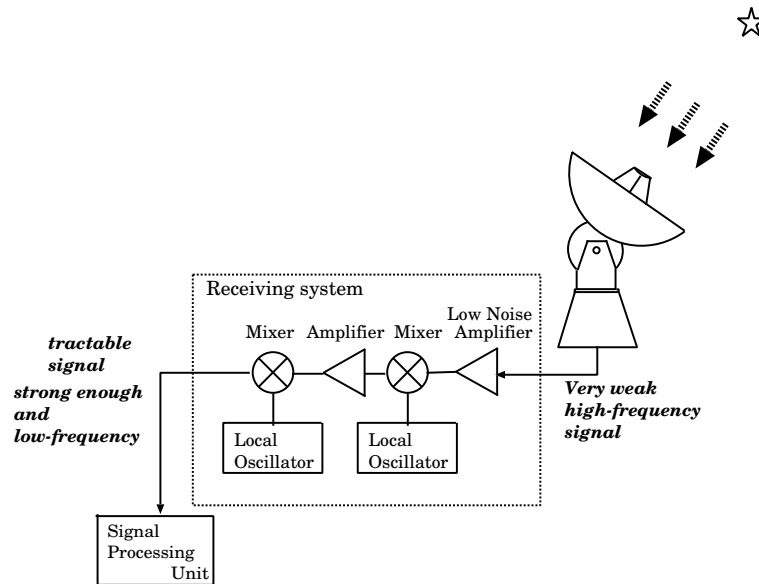 Receiving system
Low Noise
Mixer Amplifier Mixer Amplifier
tractable
signal
strong enough
and
low-frequency
Very weak
high-frequency
signal
Local
Oscillator
Local
Oscillator
Signal
Processing
Unit